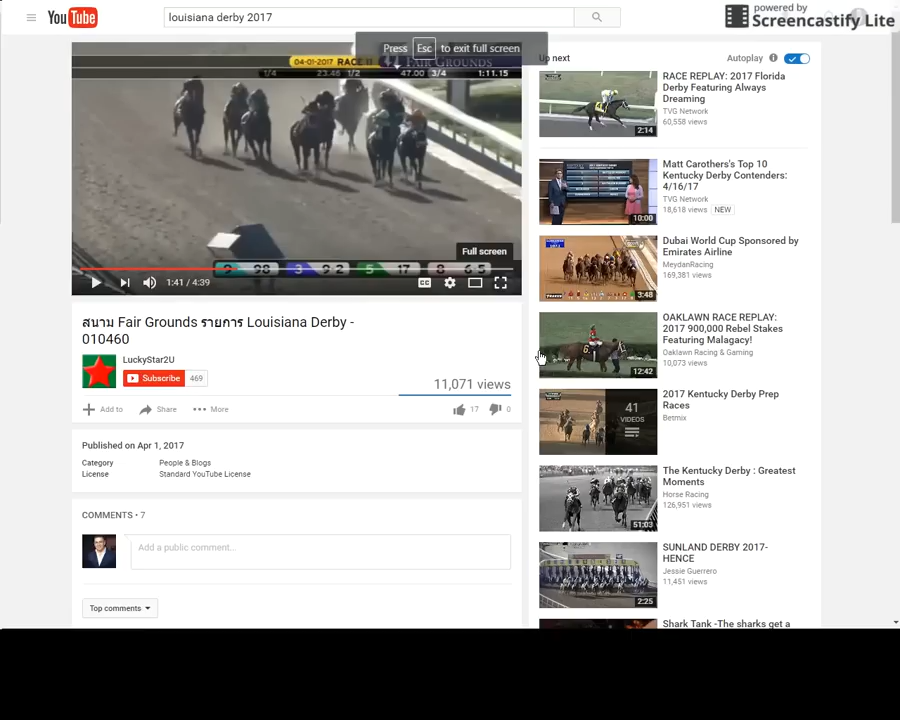 YouTube
louisiana derby 2017
powered by
Screencastify Lite
Press Esc to exit full screen
04-01-2017 RACE 11 FAIR GROUNDS
1/4 23.46 1/2 47.00 3/4 1:11.15
Full screen
1:41 / 4:39
CC
สนาม Fair Grounds รายการ Louisiana Derby -
010460
LuckyStar2U
Subscribe 469
11,071 views
Add to Share More
17 0
Published on Apr 1, 2017
Category People & Blogs
License Standard YouTube License
COMMENTS • 7
Add a public comment...
Top comments
Up next
Autoplay
2:14
RACE REPLAY: 2017 Florida
Derby Featuring Always
Dreaming
TVG Network
60,558 views
10:00
Matt Carothers's Top 10
Kentucky Derby Contenders:
4/16/17
TVG Network
18,618 views NEW
3:48
Dubai World Cup Sponsored by
Emirates Airline
MeydanRacing
169,381 views
12:42
OAKLAWN RACE REPLAY:
2017 900,000 Rebel Stakes
Featuring Malagacy!
Oaklawn Racing & Gaming
10,073 views
41
VIDEOS
2017 Kentucky Derby Prep
Races
Betmix
51:03
The Kentucky Derby : Greatest
Moments
Horse Racing
126,951 views
2:25
SUNLAND DERBY 2017-
HENCE
Jessie Guerrero
11,451 views
Shark Tank -The sharks get a